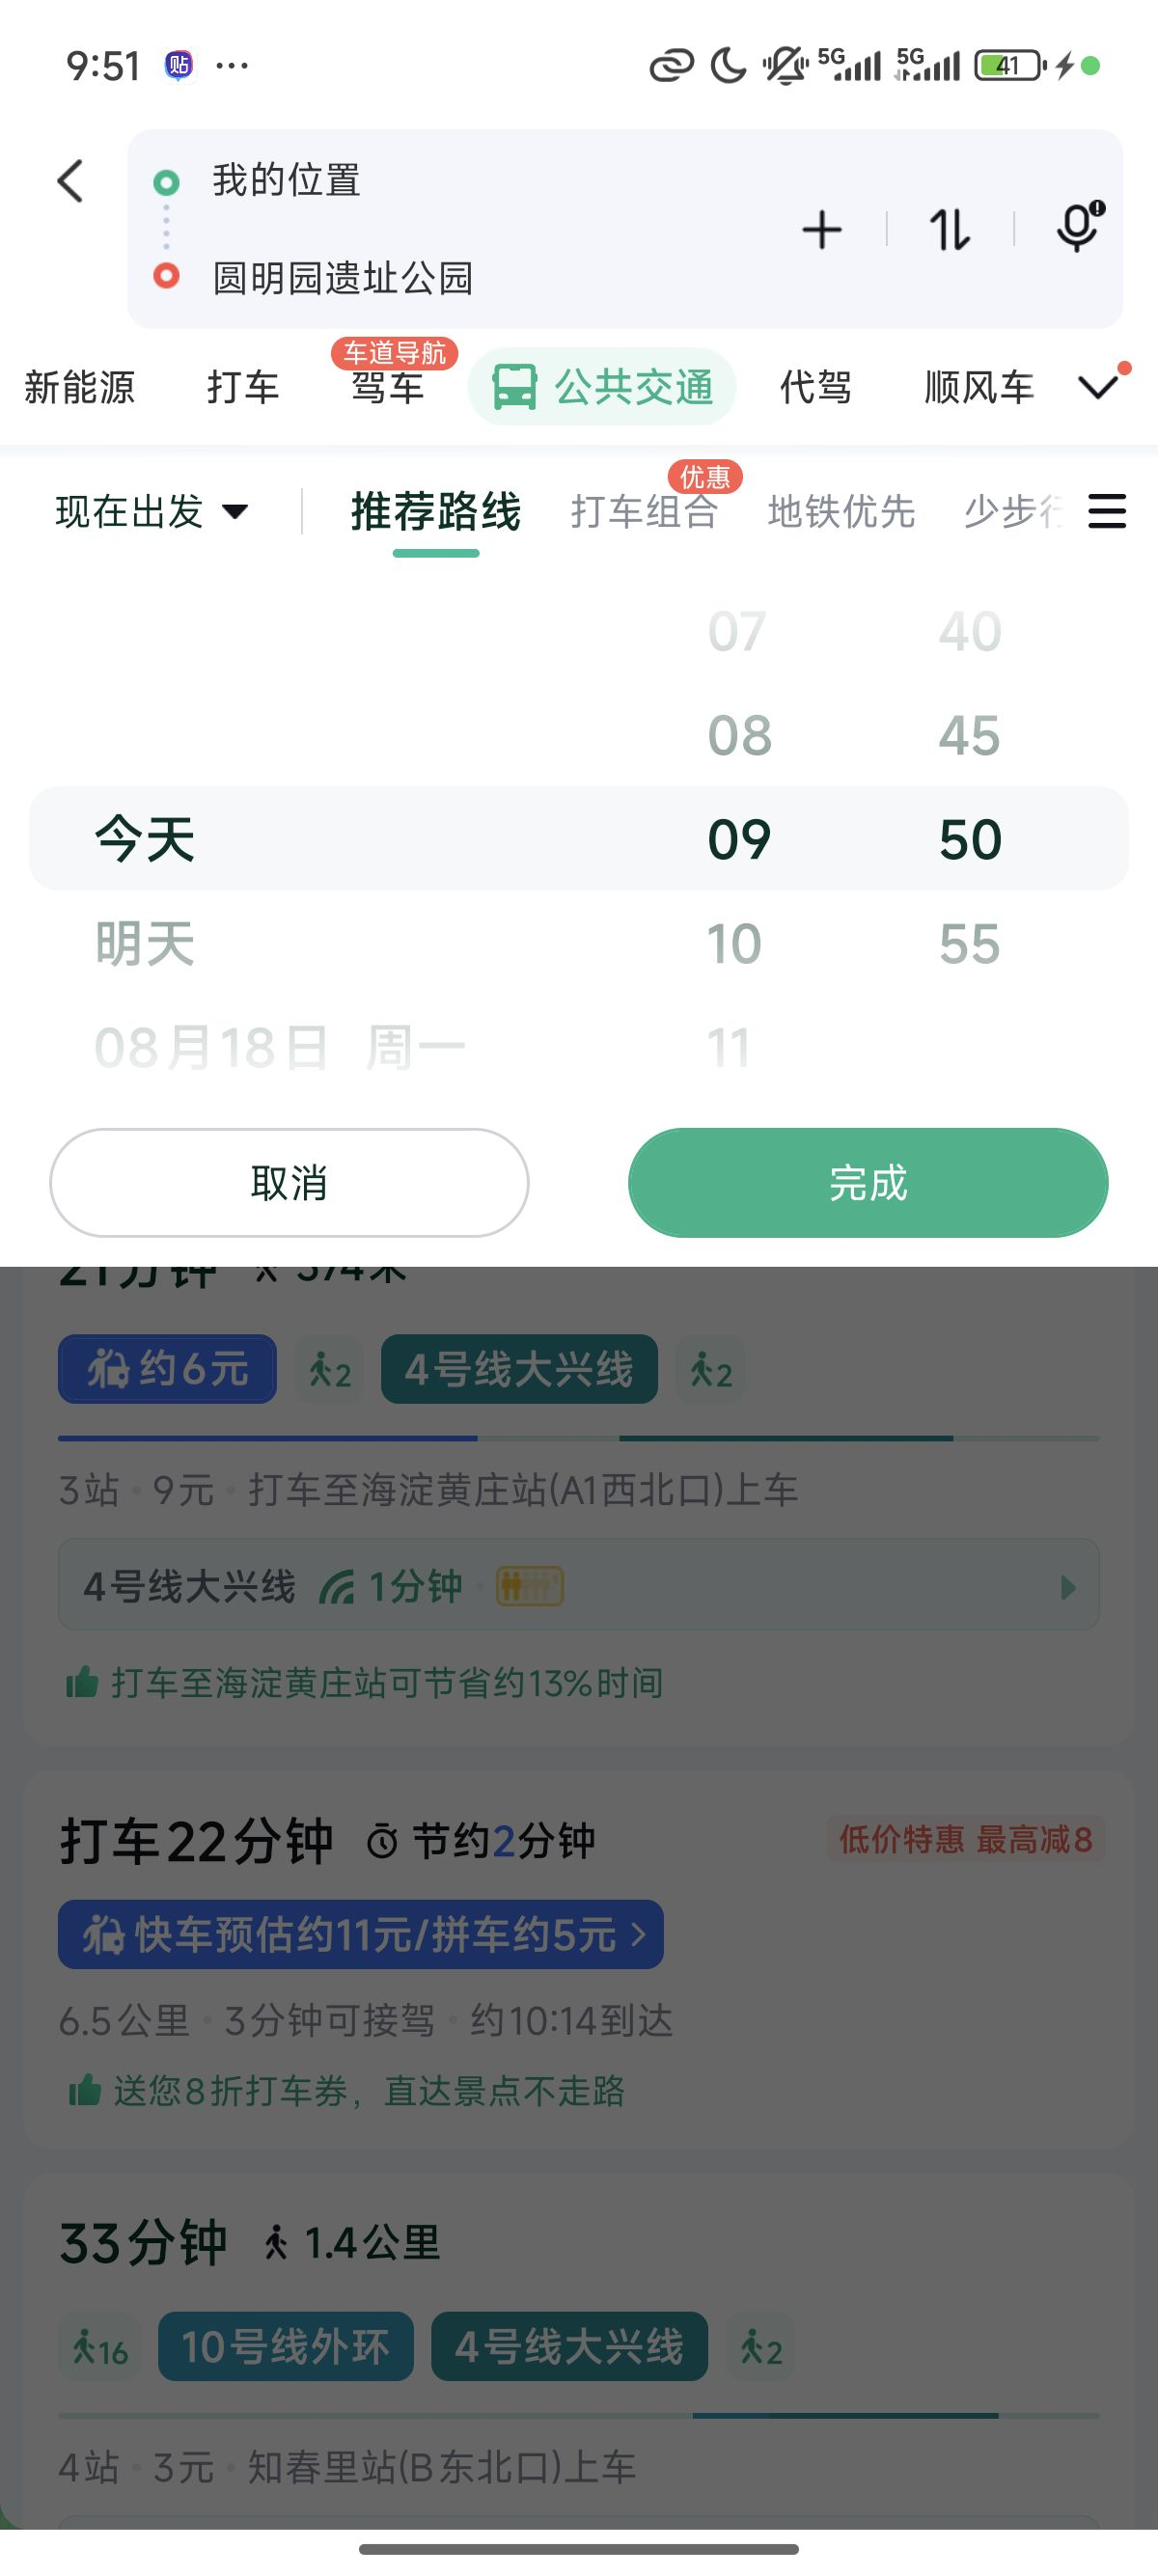 9:51 贴 ... 5G 5G 41
我的位置
圆明园遗址公园
车道导航
新能源 打车 驾车 公共交通 代驾 顺风车
优惠
现在出发 推荐路线 打车组合 地铁优先 少步行
07 40
08 45
今天 09 50
明天 10 55
08月18日 周一 11
取消 完成
21分钟 374米
约6元 2 4号线大兴线 2
3站·9元·打车至海淀黄庄站(A1西北口)上车
4号线大兴线 1分钟
打车至海淀黄庄站可节省约13%时间
打车22分钟 节约2分钟 低价特惠 最高减8
快车预估约11元/拼车约5元 >
6.5公里·3分钟可接驾·约10:14到达
送您8折打车券，直达景点不走路
33分钟 1.4公里
16 10号线外环 4号线大兴线 2
4站·3元·知春里站(B东北口)上车